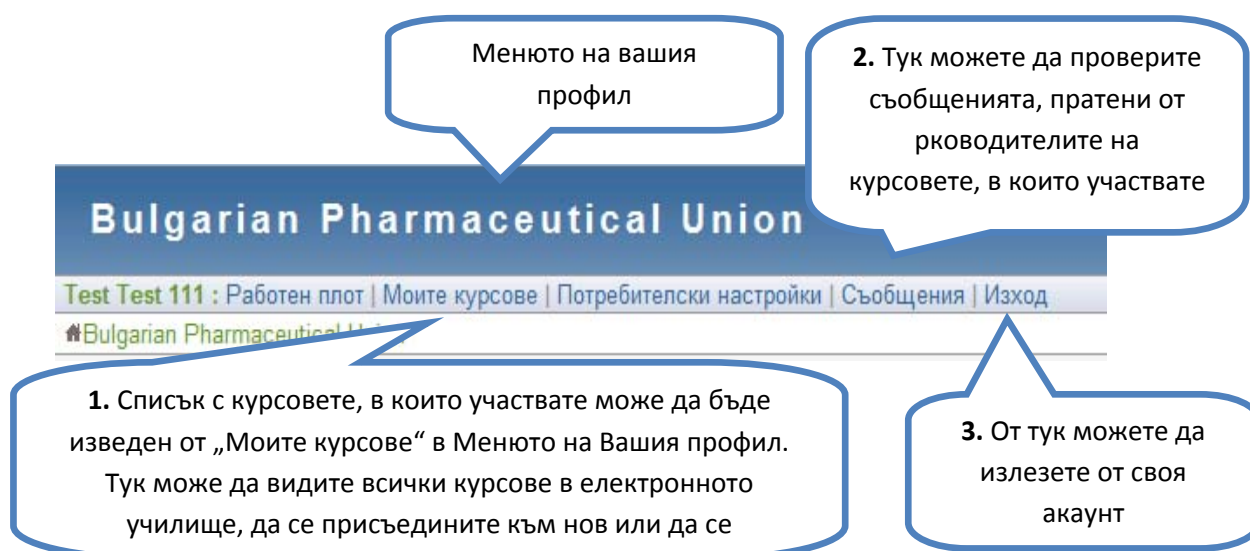 Менюто на вашия
профил
2. Тук можете да проверите
съобщенията, пратени от
рководителите на
курсовете, в които участвате
Bulgarian Pharmaceutical Union
Test Test 111 : Работен плот | Моите курсове | Потребителски настройки | Съобщения | Изход
Bulgarian Pharmaceutical
1. Списък с курсовете, в които участвате може да бъде
изведен от „Моите курсове“ в Менюто на Вашия профил.
Тук може да видите всички курсове в електронното
училище, да се присъедините към нов или да се
3. От тук можете да
излезете от своя
акаунт